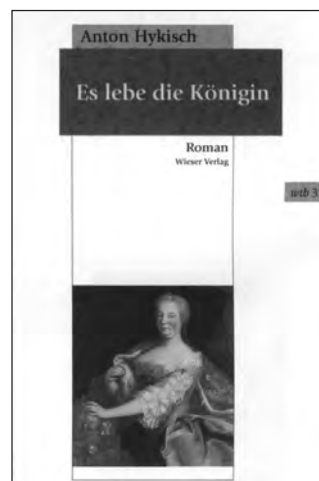 Anton Hykisch
Es lebe die Königin
Roman
Wieser Verlag
wtb 3